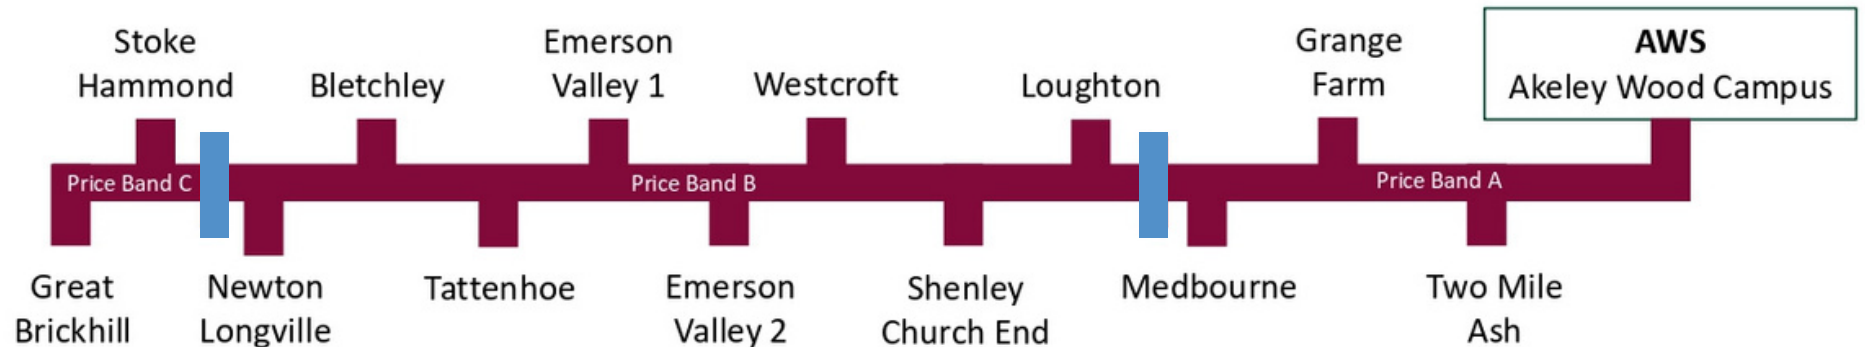 Stoke
Hammond
Bletchley
Emerson
Valley 1
Westcroft
Loughton
Grange
Farm
AWS
Akeley Wood Campus
Price Band C
Price Band B
Price Band A
Great
Brickhill
Newton
Longville
Tattenhoe
Emerson
Valley 2
Shenley
Church End
Medbourne
Two Mile
Ash